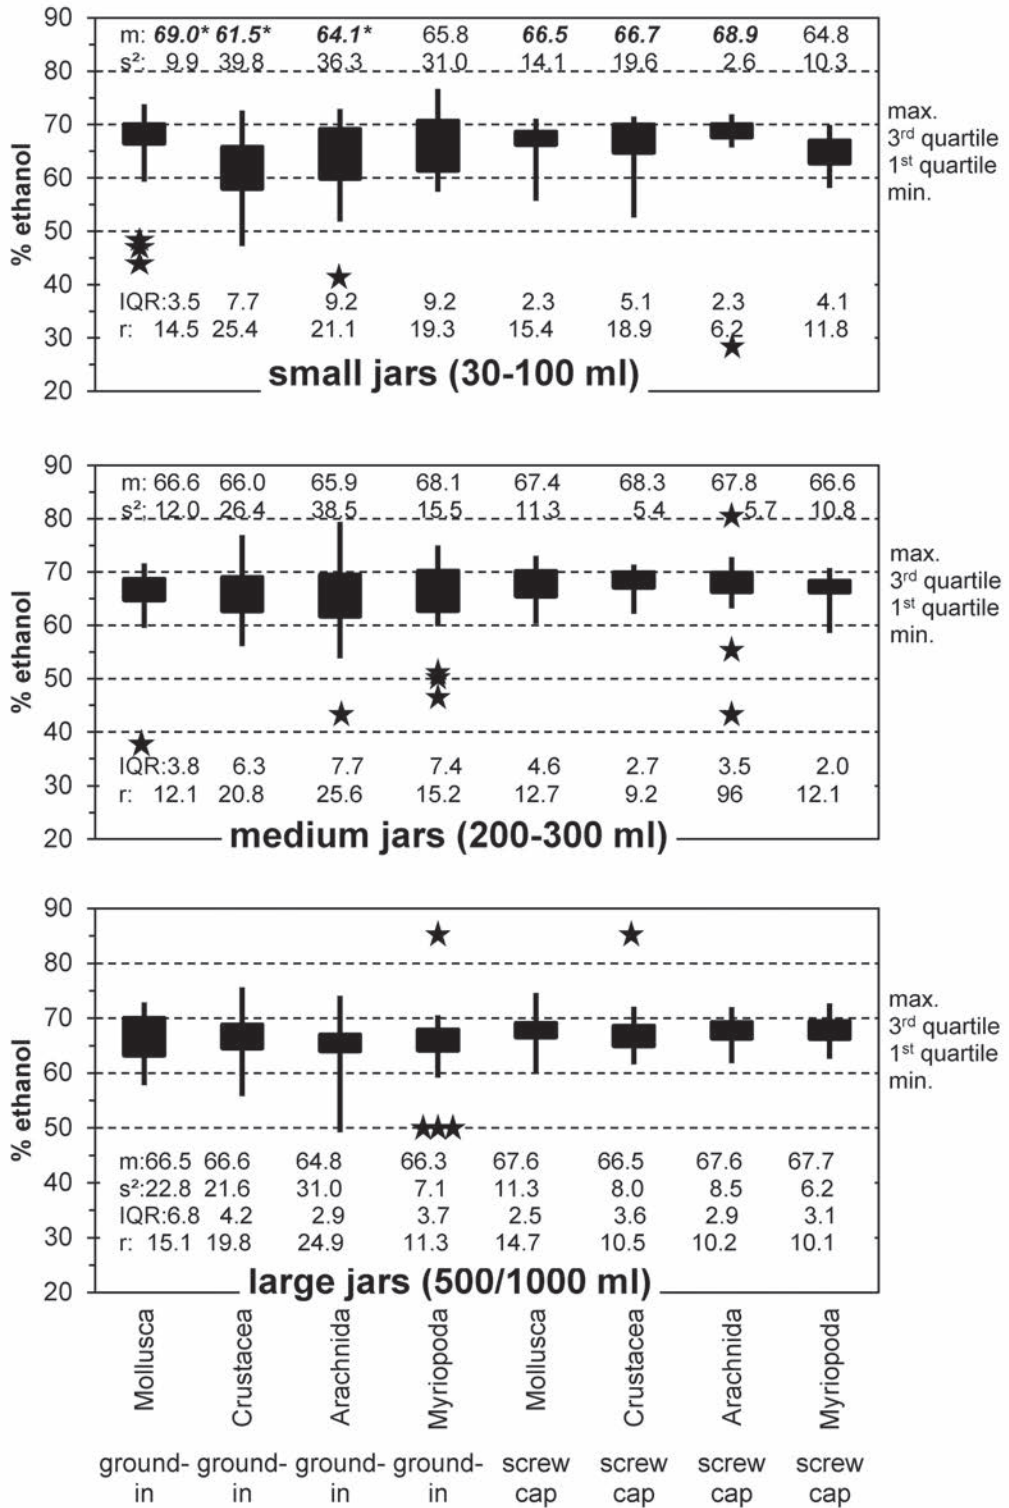 90
m: 69.0* 61.5* 64.1* 65.8 66.5 66.7 68.9 64.8
s²: 9.9 39.8 36.3 31.0 14.1 19.6 2.6 10.3
80
70
60
50
40
30
20
% ethanol
max.
3rd quartile
1st quartile
min.
IQR:3.5 7.7 9.2 9.2 2.3 5.1 2.3 4.1
r: 14.5 25.4 21.1 19.3 15.4 18.9 6.2 11.8
small jars (30-100 ml)
90
m: 66.6 66.0 65.9 68.1 67.4 68.3 67.8 66.6
s²: 12.0 26.4 38.5 15.5 11.3 5.4 5.7 10.8
80
70
60
50
40
30
20
% ethanol
max.
3rd quartile
1st quartile
min.
IQR:3.8 6.3 7.7 7.4 4.6 2.7 3.5 2.0
r: 12.1 20.8 25.6 15.2 12.7 9.2 96 12.1
medium jars (200-300 ml)
90
80
70
60
50
40
30
20
% ethanol
max.
3rd quartile
1st quartile
min.
m:66.5 66.6 64.8 66.3 67.6 66.5 67.6 67.7
s²:22.8 21.6 31.0 7.1 11.3 8.0 8.5 6.2
IQR:6.8 4.2 2.9 3.7 2.5 3.6 2.9 3.1
r: 15.1 19.8 24.9 11.3 14.7 10.5 10.2 10.1
large jars (500/1000 ml)
Mollusca
Crustacea
Arachnida
Myriopoda
Mollusca
Crustacea
Arachnida
Myriopoda
ground- ground- ground- ground- screw screw screw screw
in in in in cap cap cap cap